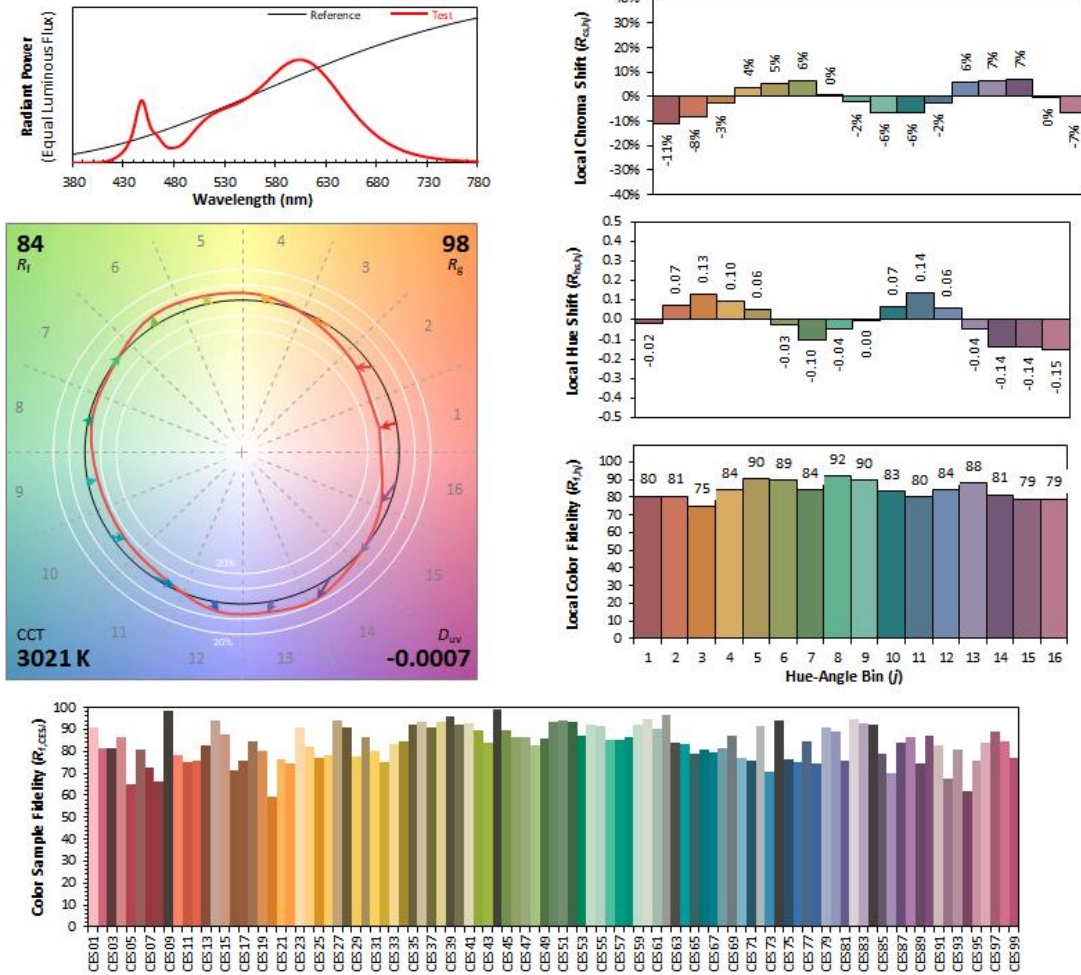 Reference
Test
Radiant Power
(Equal Luminous Flux)
380 430 480 530 580 630 680 730 780
Wavelength (nm)
40%
30%
20%
10%
0%
-10%
-20%
-30%
-40%
Local Chroma Shift (Rcs,hj)
-11% -8% -3% 4% 5% 6% 0% -2% -6% -6% -2% 6% 7% 7% 0% -7%
84
Rf
98
Rg
5 4
6 3
7 2
8 1
9 16
10 15
11 12 13 14
20%
20%
CCT
3021 K
Duv
-0.0007
0.5
0.4
0.3
0.2
0.1
0.0
-0.1
-0.2
-0.3
-0.4
-0.5
Local Hue Shift (Rhs,hj)
-0.02 0.07 0.13 0.10 0.06 -0.03 -0.10 -0.04 0.00 0.07 0.14 0.06 -0.04 -0.14 -0.14 -0.15
100
90
80
70
60
50
40
30
20
10
0
Local Color Fidelity (Rf,hj)
80 81 75 84 90 89 84 92 90 83 80 84 88 81 79 79
1 2 3 4 5 6 7 8 9 10 11 12 13 14 15 16
Hue-Angle Bin (j)
100
90
80
70
60
50
40
30
20
10
0
Color Sample Fidelity (Rf,CESi)
CES01 CES03 CES05 CES07 CES09 CES11 CES13 CES15 CES17 CES19 CES21 CES23 CES25 CES27 CES29 CES31 CES33 CES35 CES37 CES39 CES41 CES43 CES45 CES47 CES49 CES51 CES53 CES55 CES57 CES59 CES61 CES63 CES65 CES67 CES69 CES71 CES73 CES75 CES77 CES79 CES81 CES83 CES85 CES87 CES89 CES91 CES93 CES95 CES97 CES99